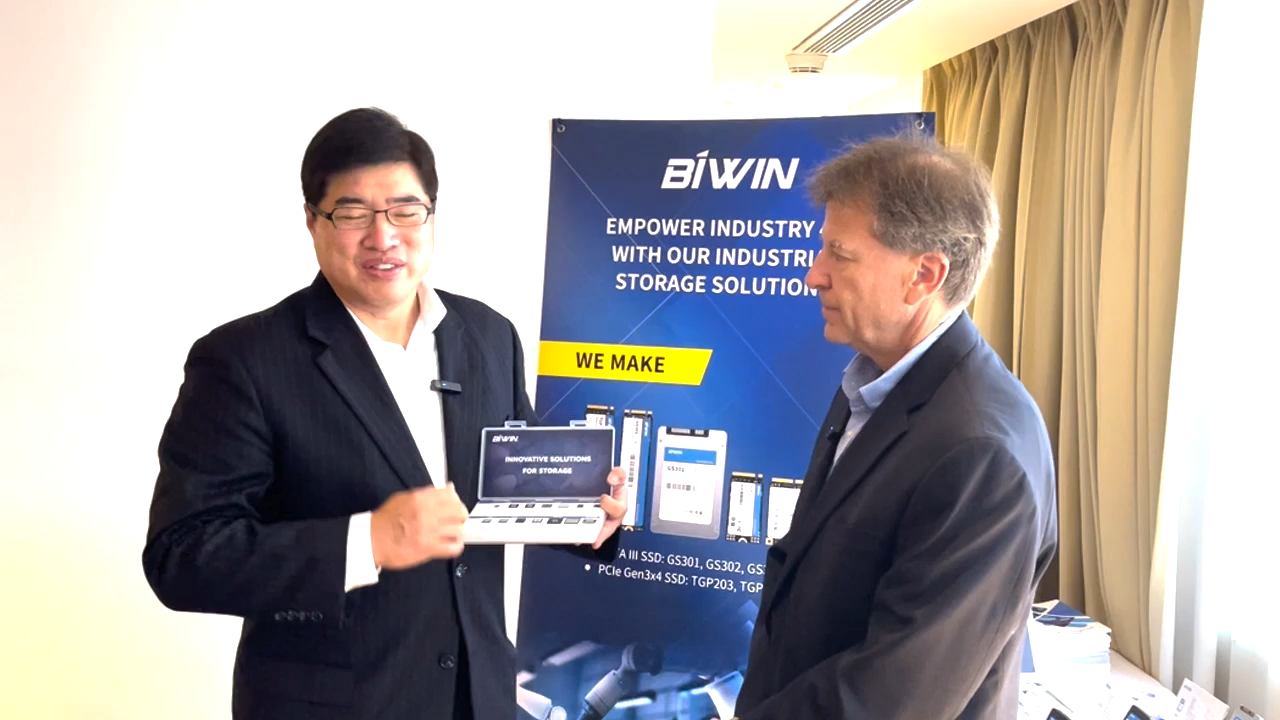 BIWIN
EMPOWER INDUSTRY
WITH OUR INDUSTRI
STORAGE SOLUTION
WE MAKE
BIWIN
INNOVATIVE SOLUTIONS
FOR STORAGE
GS301
A III SSD: GS301, GS302, GS
• PCIe Gen3x4 SSD: TGP203, TGP